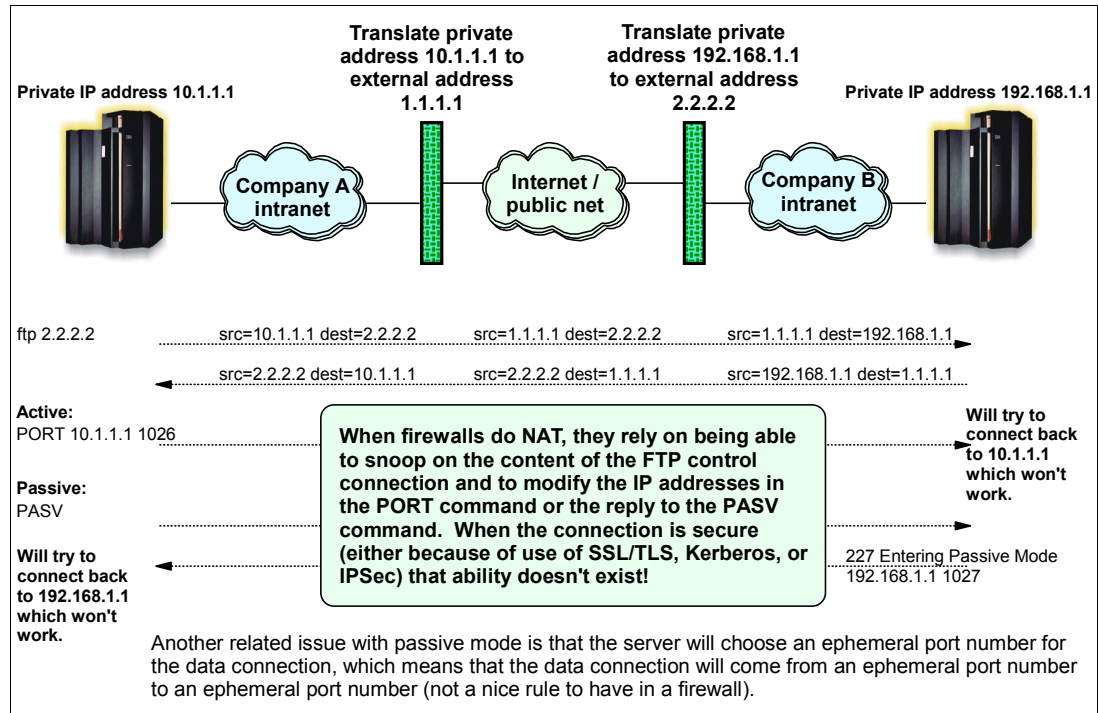 Translate private
address 10.1.1.1 to
external address
1.1.1.1
Translate private
address 192.168.1.1
to external address
2.2.2.2
Private IP address 10.1.1.1
Private IP address 192.168.1.1
Company A
intranet
Internet /
public net
Company B
intranet
ftp 2.2.2.2
src=10.1.1.1 dest=2.2.2.2
src=1.1.1.1 dest=2.2.2.2
src=1.1.1.1 dest=192.168.1.1
src=2.2.2.2 dest=10.1.1.1
src=2.2.2.2 dest=1.1.1.1
src=192.168.1.1 dest=1.1.1.1
Active:
PORT 10.1.1.1 1026
Will try to
connect back
to 10.1.1.1
which won't
work.
When firewalls do NAT, they rely on being able
to snoop on the content of the FTP control
connection and to modify the IP addresses in
the PORT command or the reply to the PASV
command. When the connection is secure
(either because of use of SSL/TLS, Kerberos, or
IPSec) that ability doesn't exist!
Passive:
PASV
227 Entering Passive Mode
192.168.1.1 1027
Will try to
connect back
to 192.168.1.1
which won't
work.
Another related issue with passive mode is that the server will choose an ephemeral port number for
the data connection, which means that the data connection will come from an ephemeral port number
to an ephemeral port number (not a nice rule to have in a firewall).